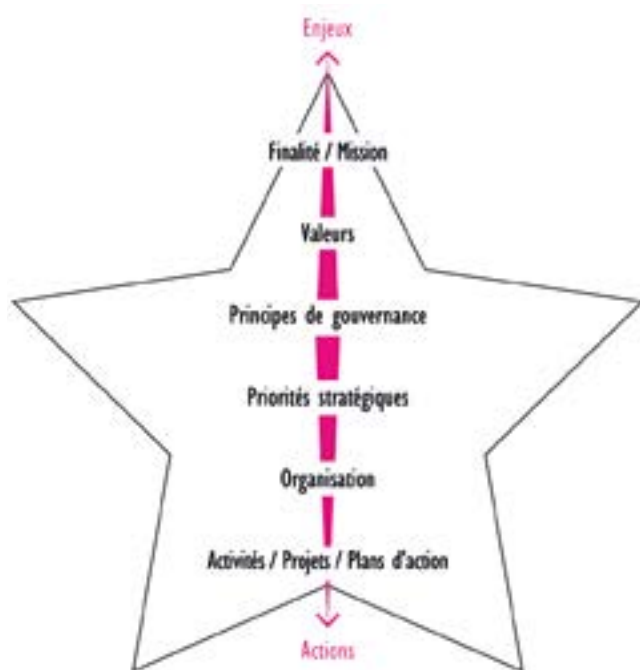 Enjeux
Finalité / Mission
Valeurs
Principes de gouvernance
Priorités stratégiques
Organisation
Activités / Projets / Plans d'action
Actions